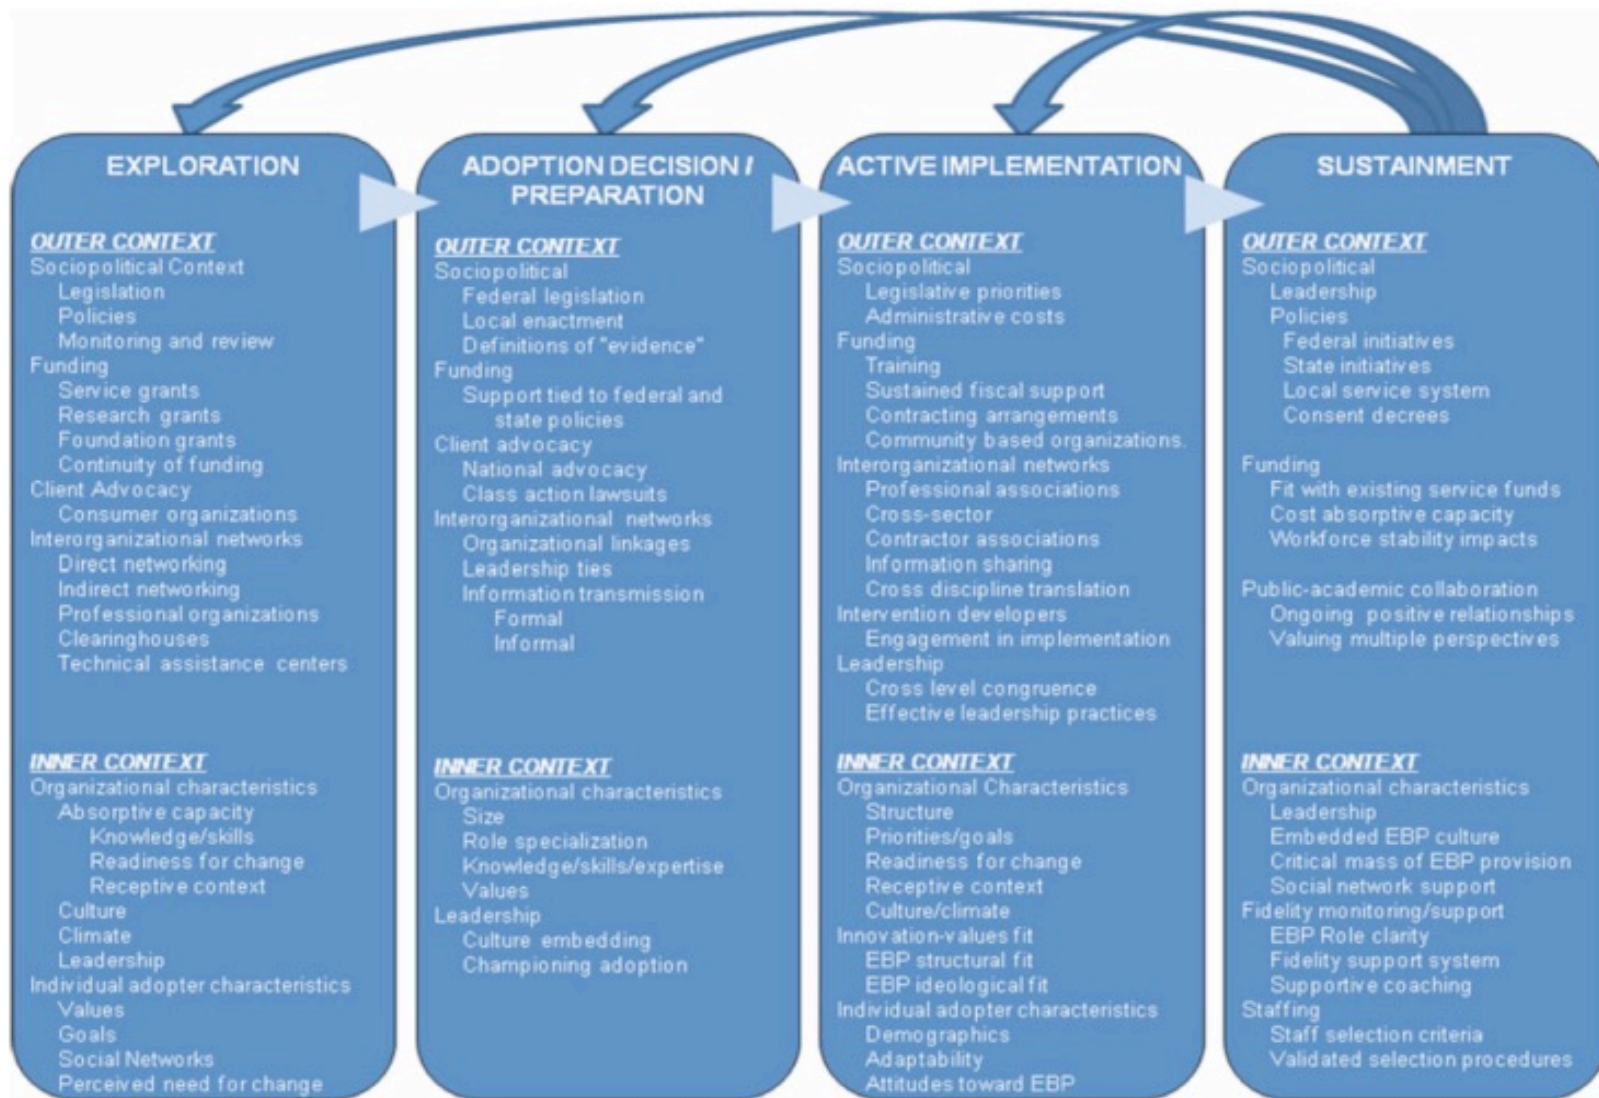 EXPLORATION
OUTER CONTEXT
Sociopolitical Context
Legislation
Policies
Monitoring and review
Funding
Service grants
Research grants
Foundation grants
Continuity of funding
Client Advocacy
Consumer organizations
Interorganizational networks
Direct networking
Indirect networking
Professional organizations
Clearinghouses
Technical assistance centers
INNER CONTEXT
Organizational characteristics
Absorptive capacity
Knowledge/skills
Readiness for change
Receptive context
Culture
Climate
Leadership
Individual adopter characteristics
Values
Goals
Social Networks
Perceived need for change
ADOPTION DECISION /
PREPARATION
OUTER CONTEXT
Sociopolitical
Federal legislation
Local enactment
Definitions of "evidence"
Funding
Support tied to federal and
state policies
Client advocacy
National advocacy
Class action lawsuits
Interorganizational networks
Organizational linkages
Leadership ties
Information transmission
Formal
Informal
INNER CONTEXT
Organizational characteristics
Size
Role specialization
Knowledge/skills/expertise
Values
Leadership
Culture embedding
Championing adoption
ACTIVE IMPLEMENTATION
OUTER CONTEXT
Sociopolitical
Legislative priorities
Administrative costs
Funding
Training
Sustained fiscal support
Contracting arrangements
Community based organizations.
Interorganizational networks
Professional associations
Cross-sector
Contractor associations
Information sharing
Cross discipline translation
Intervention developers
Engagement in implementation
Leadership
Cross level congruence
Effective leadership practices
INNER CONTEXT
Organizational Characteristics
Structure
Priorities/goals
Readiness for change
Receptive context
Culture/climate
Innovation-values fit
EBP structural fit
EBP ideological fit
Individual adopter characteristics
Demographics
Adaptability
Attitudes toward EBP
SUSTAINMENT
OUTER CONTEXT
Sociopolitical
Leadership
Policies
Federal initiatives
State initiatives
Local service system
Consent decrees
Funding
Fit with existing service funds
Cost absorptive capacity
Workforce stability impacts
Public-academic collaboration
Ongoing positive relationships
Valuing multiple perspectives
INNER CONTEXT
Organizational characteristics
Leadership
Embedded EBP culture
Critical mass of EBP provision
Social network support
Fidelity monitoring/support
EBP Role clarity
Fidelity support system
Supportive coaching
Staffing
Staff selection criteria
Validated selection procedures